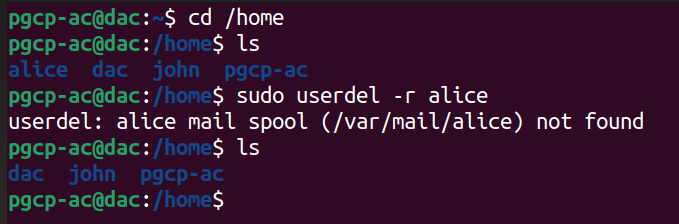 pgcp-ac@dac:~$ cd /home
pgcp-ac@dac:/home$ ls
alice  dac  john  pgcp-ac
pgcp-ac@dac:/home$ sudo userdel -r alice
userdel: alice mail spool (/var/mail/alice) not found
pgcp-ac@dac:/home$ ls
dac  john  pgcp-ac
pgcp-ac@dac:/home$